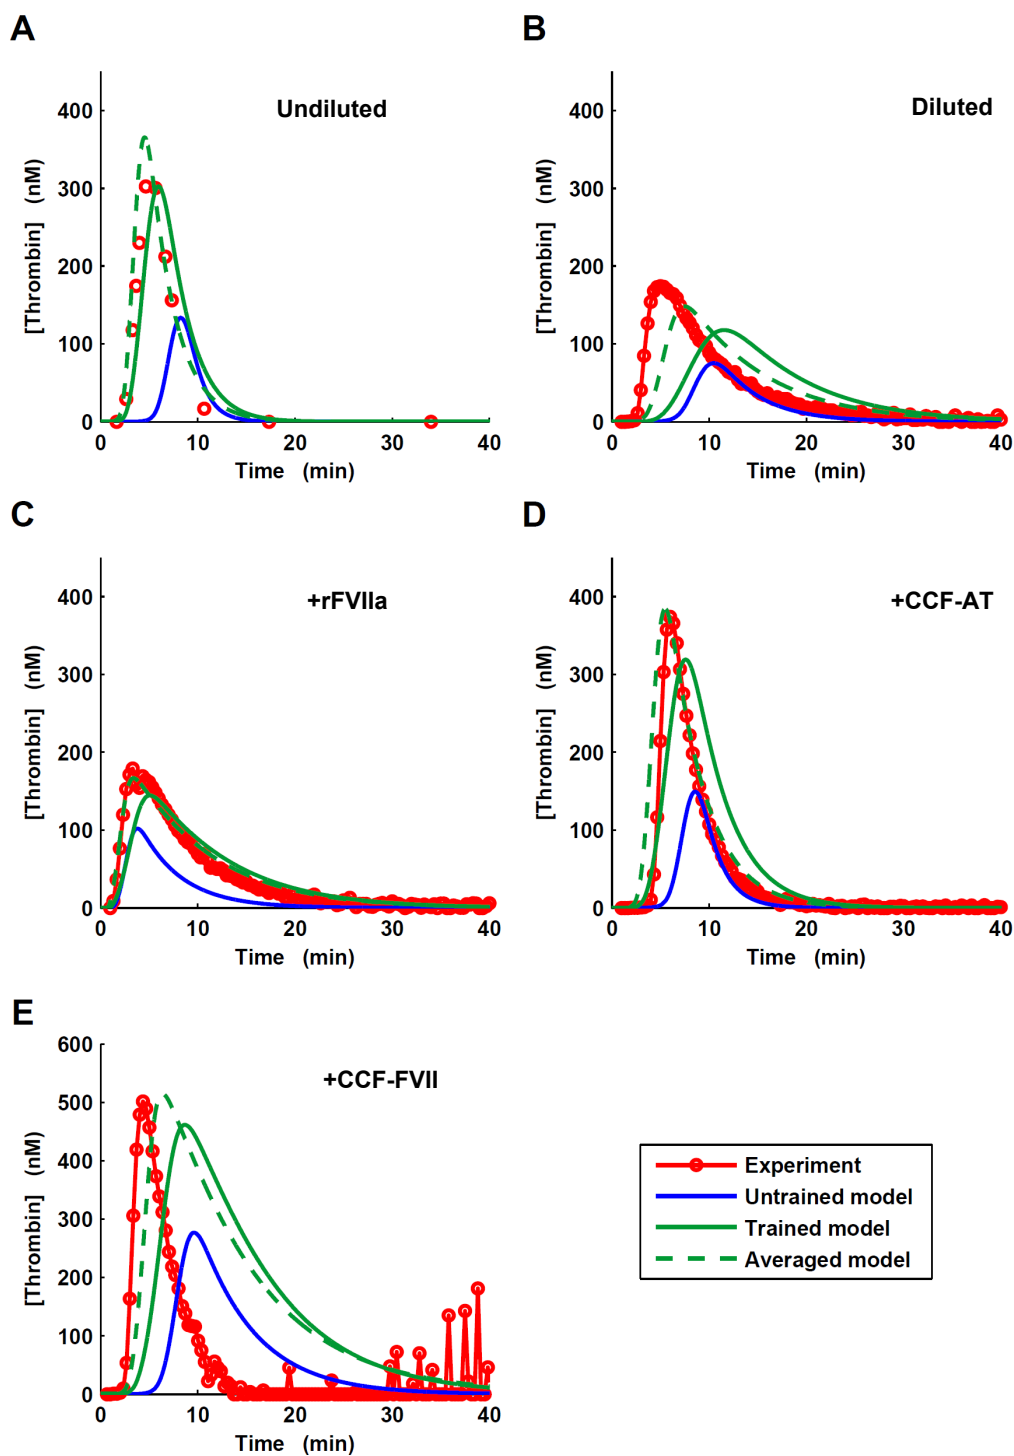 A
Undiluted
[Thrombin] (nM)
400
300
200
100
0
0 10 20 30 40
Time (min)
B
Diluted
[Thrombin] (nM)
400
300
200
100
0
0 10 20 30 40
Time (min)
C
+rFVIIa
[Thrombin] (nM)
400
300
200
100
0
0 10 20 30 40
Time (min)
D
+CCF-AT
[Thrombin] (nM)
400
300
200
100
0
0 10 20 30 40
Time (min)
E
+CCF-FVII
[Thrombin] (nM)
600
500
400
300
200
100
0
0 10 20 30 40
Time (min)
Experiment
Untrained model
Trained model
Averaged model